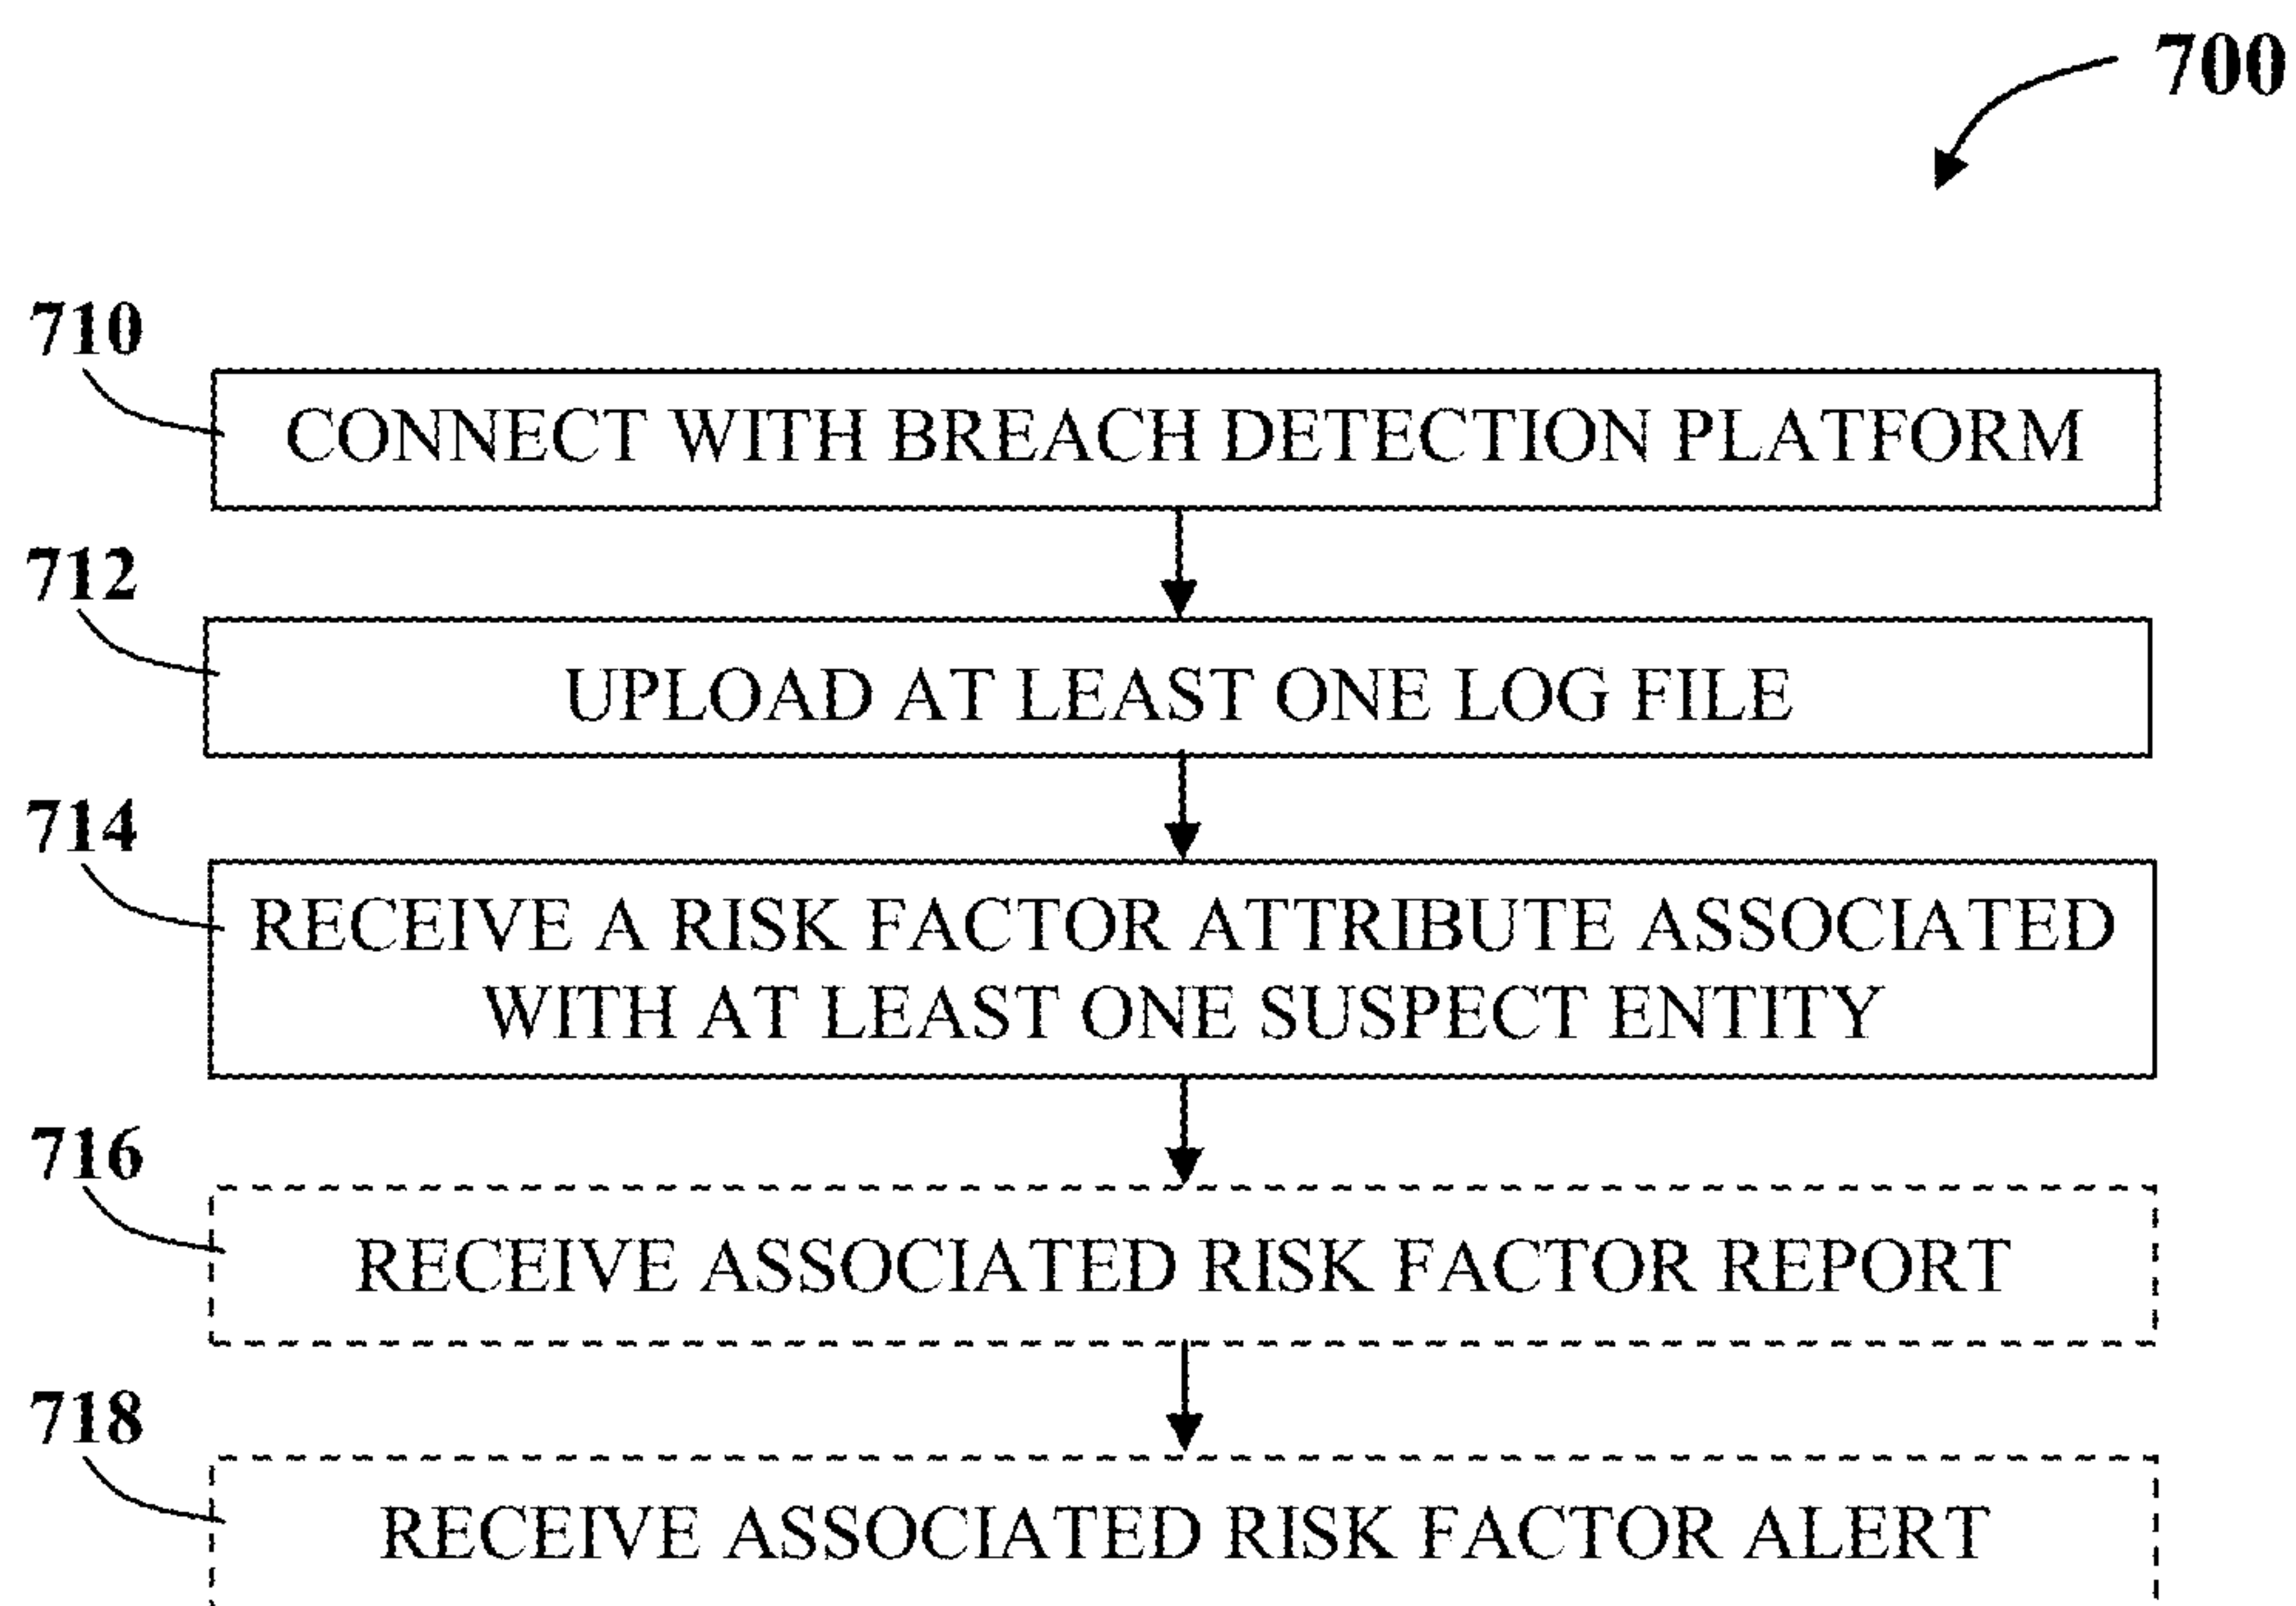 700
710
CONNECT WITH BREACH DETECTION PLATFORM
712
UPLOAD AT LEAST ONE LOG FILE
714
RECEIVE A RISK FACTOR ATTRIBUTE ASSOCIATED
WITH AT LEAST ONE SUSPECT ENTITY
716
RECEIVE ASSOCIATED RISK FACTOR REPORT
718
RECEIVE ASSOCIATED RISK FACTOR ALERT